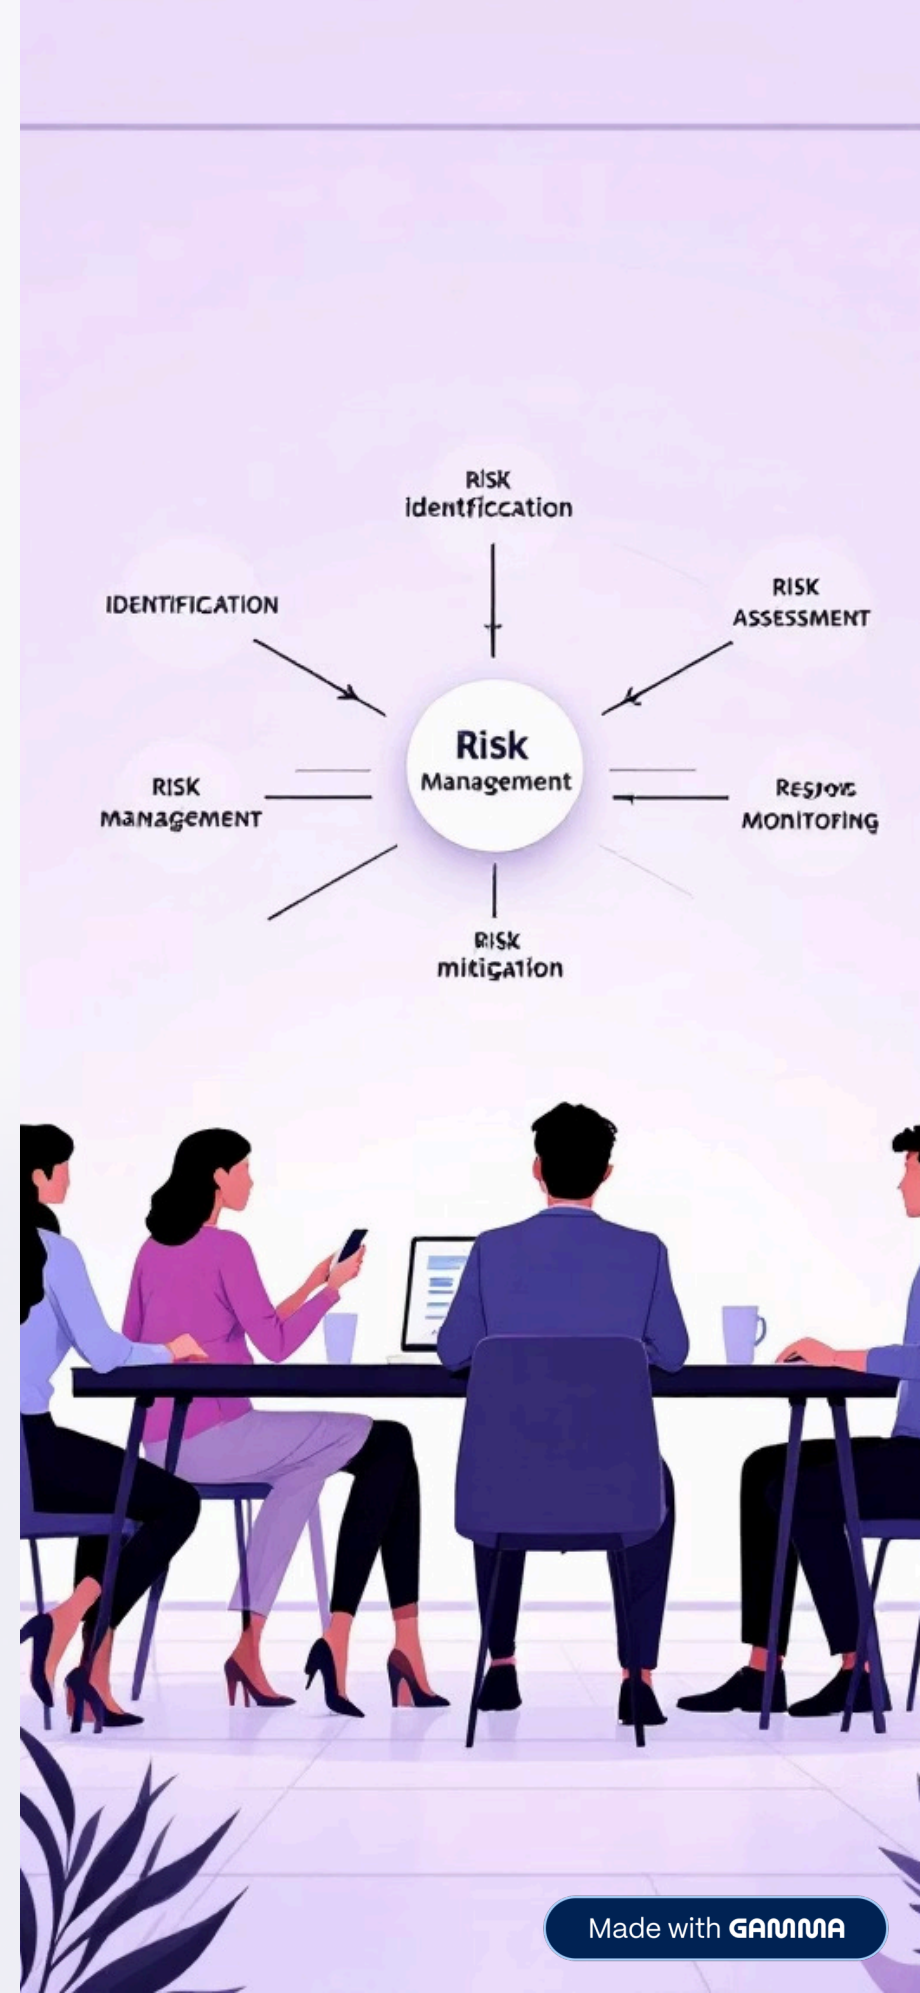 RISK
identficcation
IDENTIFICATION
RISK
ASSESSMENT
Risk
Management
RISK
MANAGEMENT
MONITOFING
RISK
mitigation
Made with GAMMA